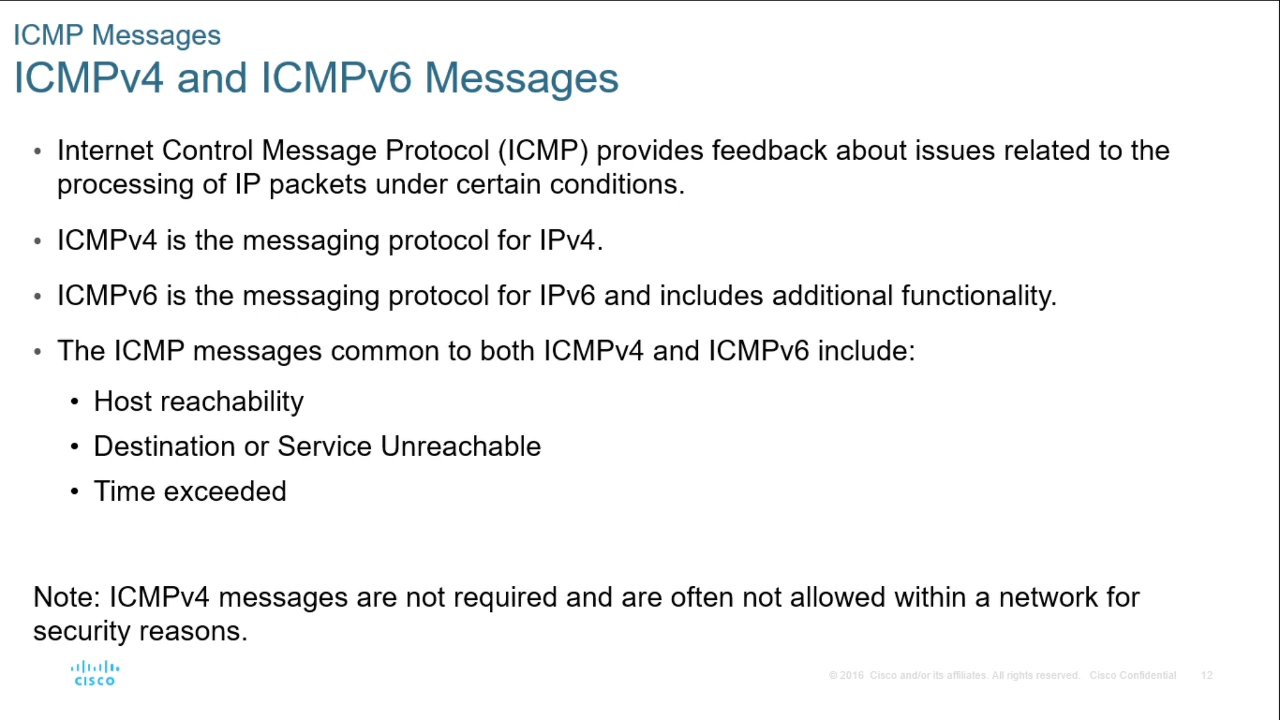 ICMP Messages
ICMPv4 and ICMPv6 Messages
• Internet Control Message Protocol (ICMP) provides feedback about issues related to the
processing of IP packets under certain conditions.
• ICMPv4 is the messaging protocol for IPv4.
• ICMPv6 is the messaging protocol for IPv6 and includes additional functionality.
• The ICMP messages common to both ICMPv4 and ICMPv6 include:
• Host reachability
• Destination or Service Unreachable
• Time exceeded
Note: ICMPv4 messages are not required and are often not allowed within a network for
security reasons.
CISCO
© 2016 Cisco and/or its affiliates. All rights reserved. Cisco Confidential 12